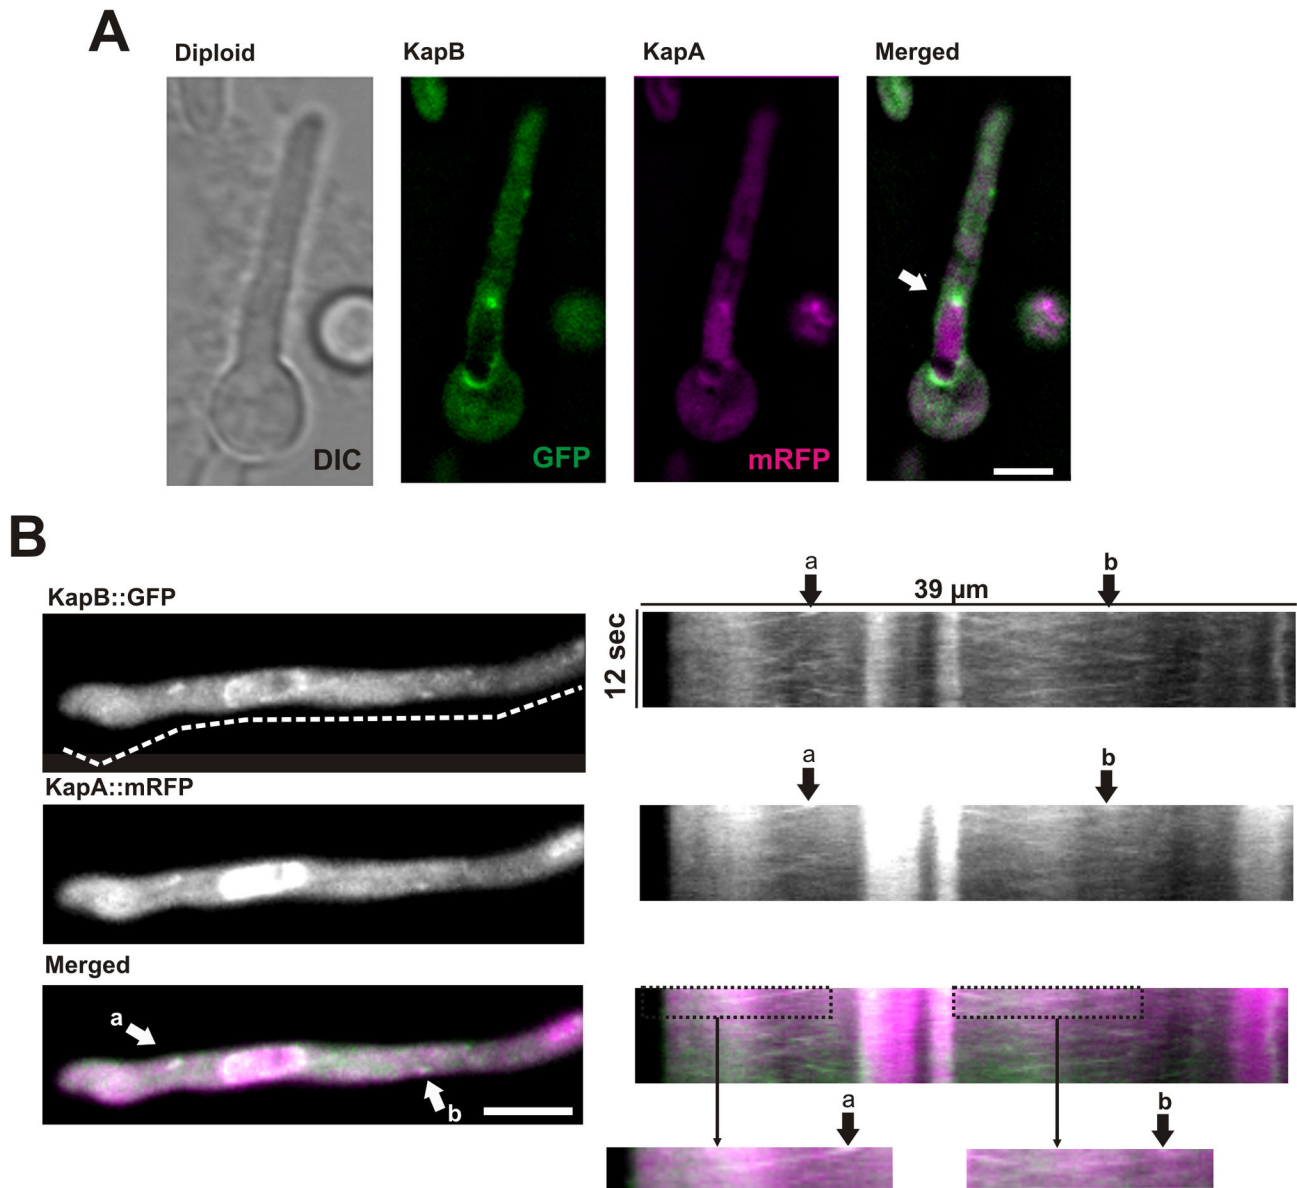 A
Diploid KapB KapA Merged
DIC GFP mRFP
B
KapB::GFP
KapA::mRFP
Merged
a
b
a b
39 µm
12 sec
a b
a b